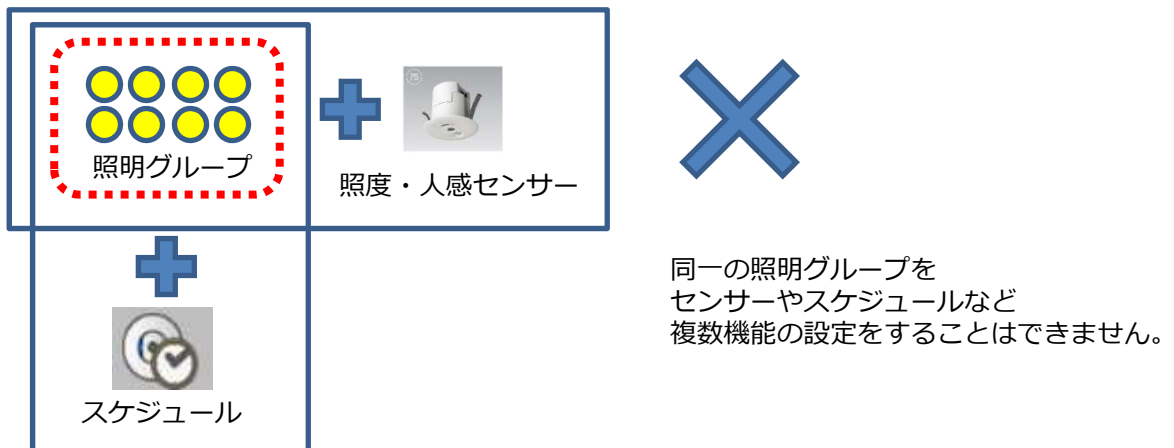 照明グループ
照度・人感センサー
スケジュール
同一の照明グループを
センサーやスケジュールなど
複数機能の設定をすることはできません。